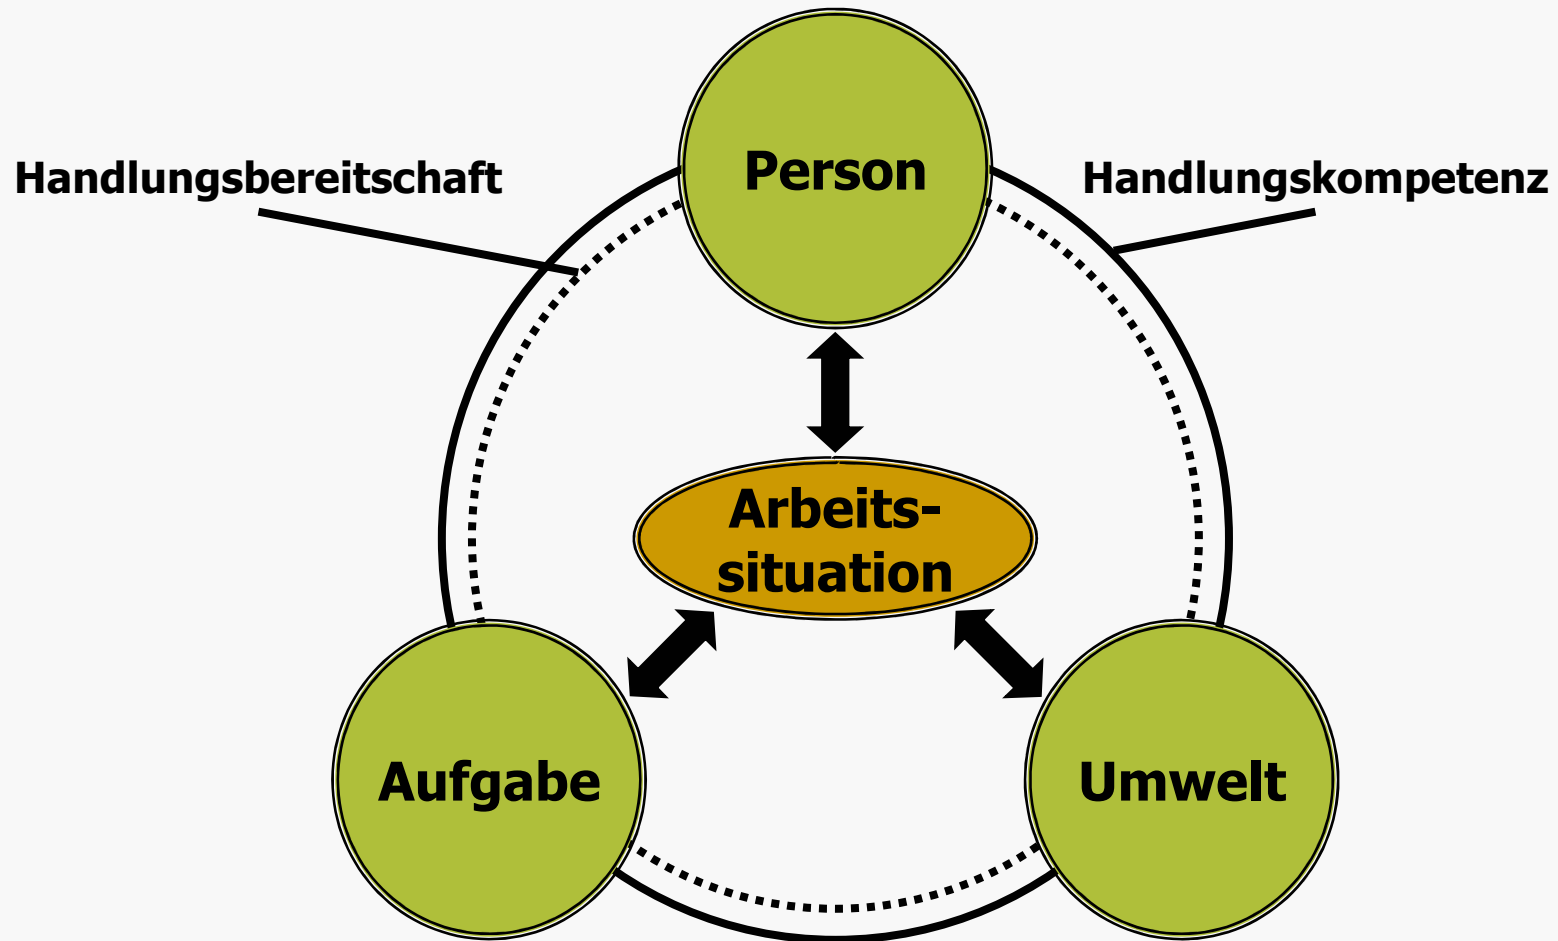 Person
Handlungsbereitschaft
Handlungskompetenz
Arbeits-
situation
Aufgabe
Umwelt